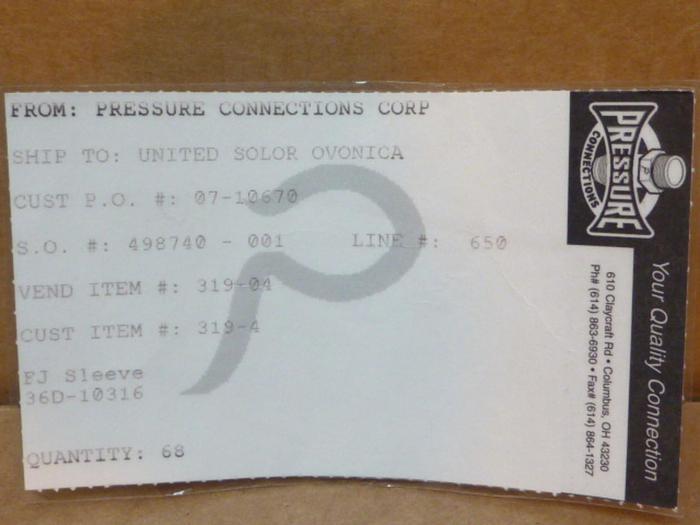 FROM: PRESSURE CONNECTIONS CORP
SHIP TO: UNITED SOLOR OVONICA
CUST P.O. #: 07-10670
S.O. #: 498740 - 001 LINE #: 650
VEND ITEM #: 319-04
CUST ITEM #: 319-4
FJ Sleeve
36D-10316
QUANTITY: 68
PRESSURE
CONNECTIONS
Your Quality Connection
610 Claycraft Rd • Columbus, OH 43230
Ph# (614) 863-6930 • Fax# (614) 864-1327